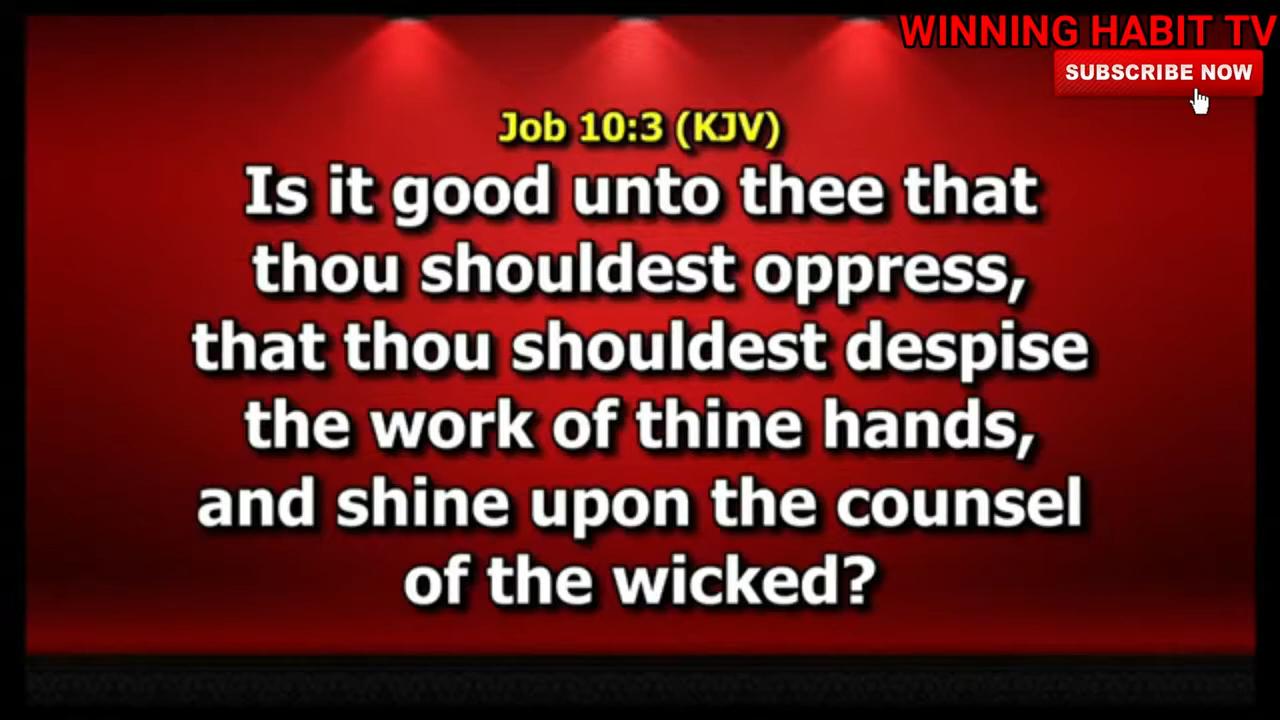 WINNING HABIT TV
SUBSCRIBE NOW
Job 10:3 (KJV)
Is it good unto thee that
thou shouldest oppress,
that thou shouldest despise
the work of thine hands,
and shine upon the counsel
of the wicked?